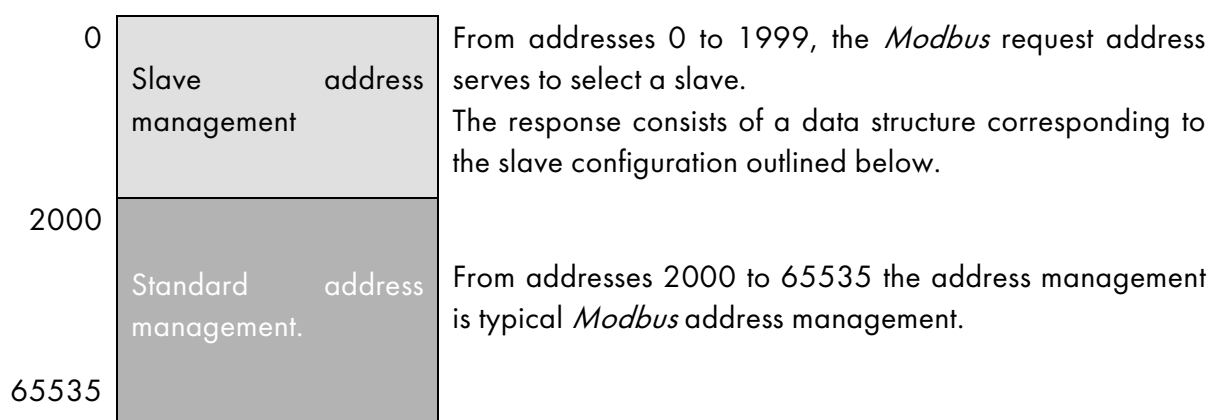 0
Slave address
management
From addresses 0 to 1999, the Modbus request address
serves to select a slave.
The response consists of a data structure corresponding to
the slave configuration outlined below.
2000
Standard address
management.
From addresses 2000 to 65535 the address management
is typical Modbus address management.
65535